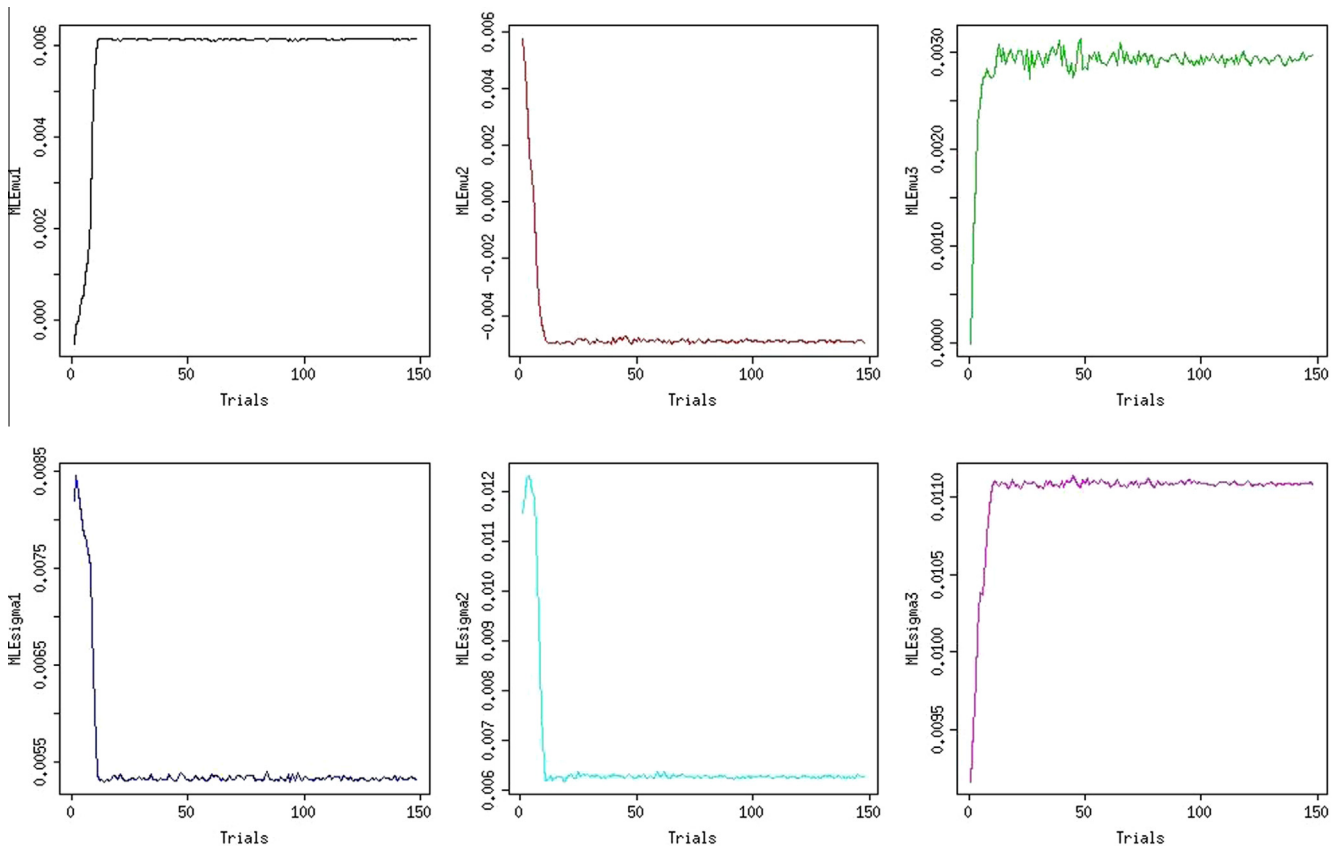 MLEmu1
0.000 0.002 0.004 0.006
0 50 100 150
Trials
MLEmu2
-0.004 -0.002 0.000 0.002 0.004 0.006
0 50 100 150
Trials
MLEmu3
0.0000 0.0010 0.0020 0.0030
0 50 100 150
Trials
MLEsigma1
0.0055 0.0065 0.0075 0.0085
0 50 100 150
Trials
MLEsigma2
0.006 0.007 0.008 0.009 0.010 0.011 0.012
0 50 100 150
Trials
MLEsigma3
0.0095 0.0100 0.0105 0.0110
0 50 100 150
Trials